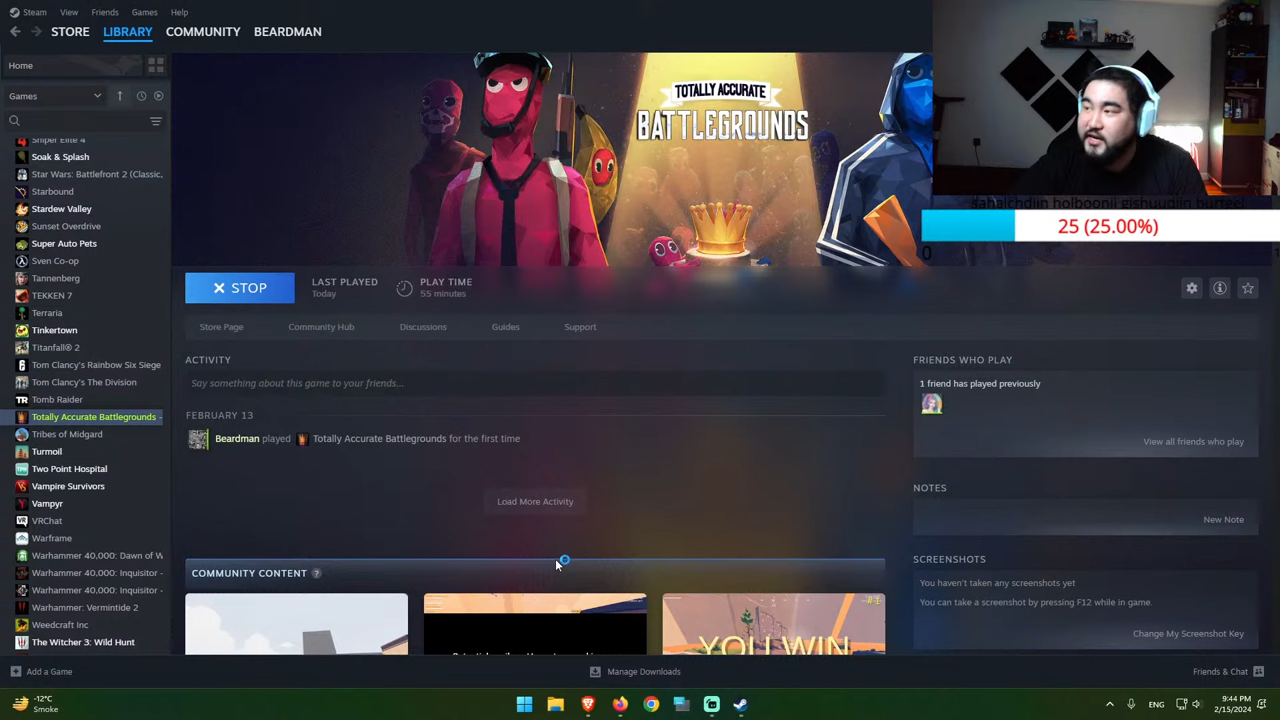 Steam View Friends Games Help
STORE LIBRARY COMMUNITY BEARDMAN
Home
Games
Sniper Elite 4
Soak & Splash
Star Wars: Battlefront 2 (Classic,
Starbound
Stardew Valley
Sunset Overdrive
Super Auto Pets
Sven Co-op
Tannenberg
TEKKEN 7
Terraria
Tinkertown
Titanfall® 2
Tom Clancy's Rainbow Six Siege
Tom Clancy's The Division
Tomb Raider
Totally Accurate Battlegrounds -
Tribes of Midgard
Turmoil
Two Point Hospital
Vampire Survivors
Vampyr
VRChat
Warframe
Warhammer 40,000: Dawn of W
Warhammer 40,000: Inquisitor -
Warhammer 40,000: Inquisitor -
Warhammer: Vermintide 2
Weedcraft Inc
The Witcher 3: Wild Hunt
TOTALLY ACCURATE
BATTLEGROUNDS
holboonii gishuudiin
25 (25.00%)
0
STOP
LAST PLAYED
Today
PLAY TIME
55 minutes
Store Page Community Hub Discussions Guides Support
ACTIVITY
Say something about this game to your friends...
FEBRUARY 13
Beardman played Totally Accurate Battlegrounds for the first time
Load More Activity
COMMUNITY CONTENT ?
#1
YOU WIN
FRIENDS WHO PLAY
1 friend has played previously
View all friends who play
NOTES
New Note
SCREENSHOTS
You haven't taken any screenshots yet
You can take a screenshot by pressing F12 while in game.
Change My Screenshot Key
Add a Game Manage Downloads Friends & Chat
-12°C
Smoke
ENG
9:44 PM
2/15/2024